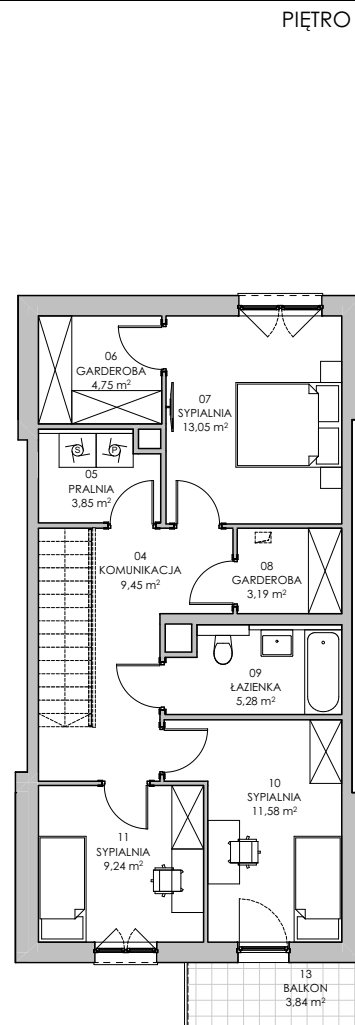 PIĘTRO
06
GARDEROBA
4,75 m²
07
SYPIALNIA
13,05 m²
S
P
05
PRALNIA
3,85 m²
04
KOMUNIKACJA
9,45 m²
08
GARDEROBA
3,19 m²
09
ŁAZIENKA
5,28 m²
10
SYPIALNIA
11,58 m²
11
SYPIALNIA
9,24 m²
13
BALKON
3,84 m²